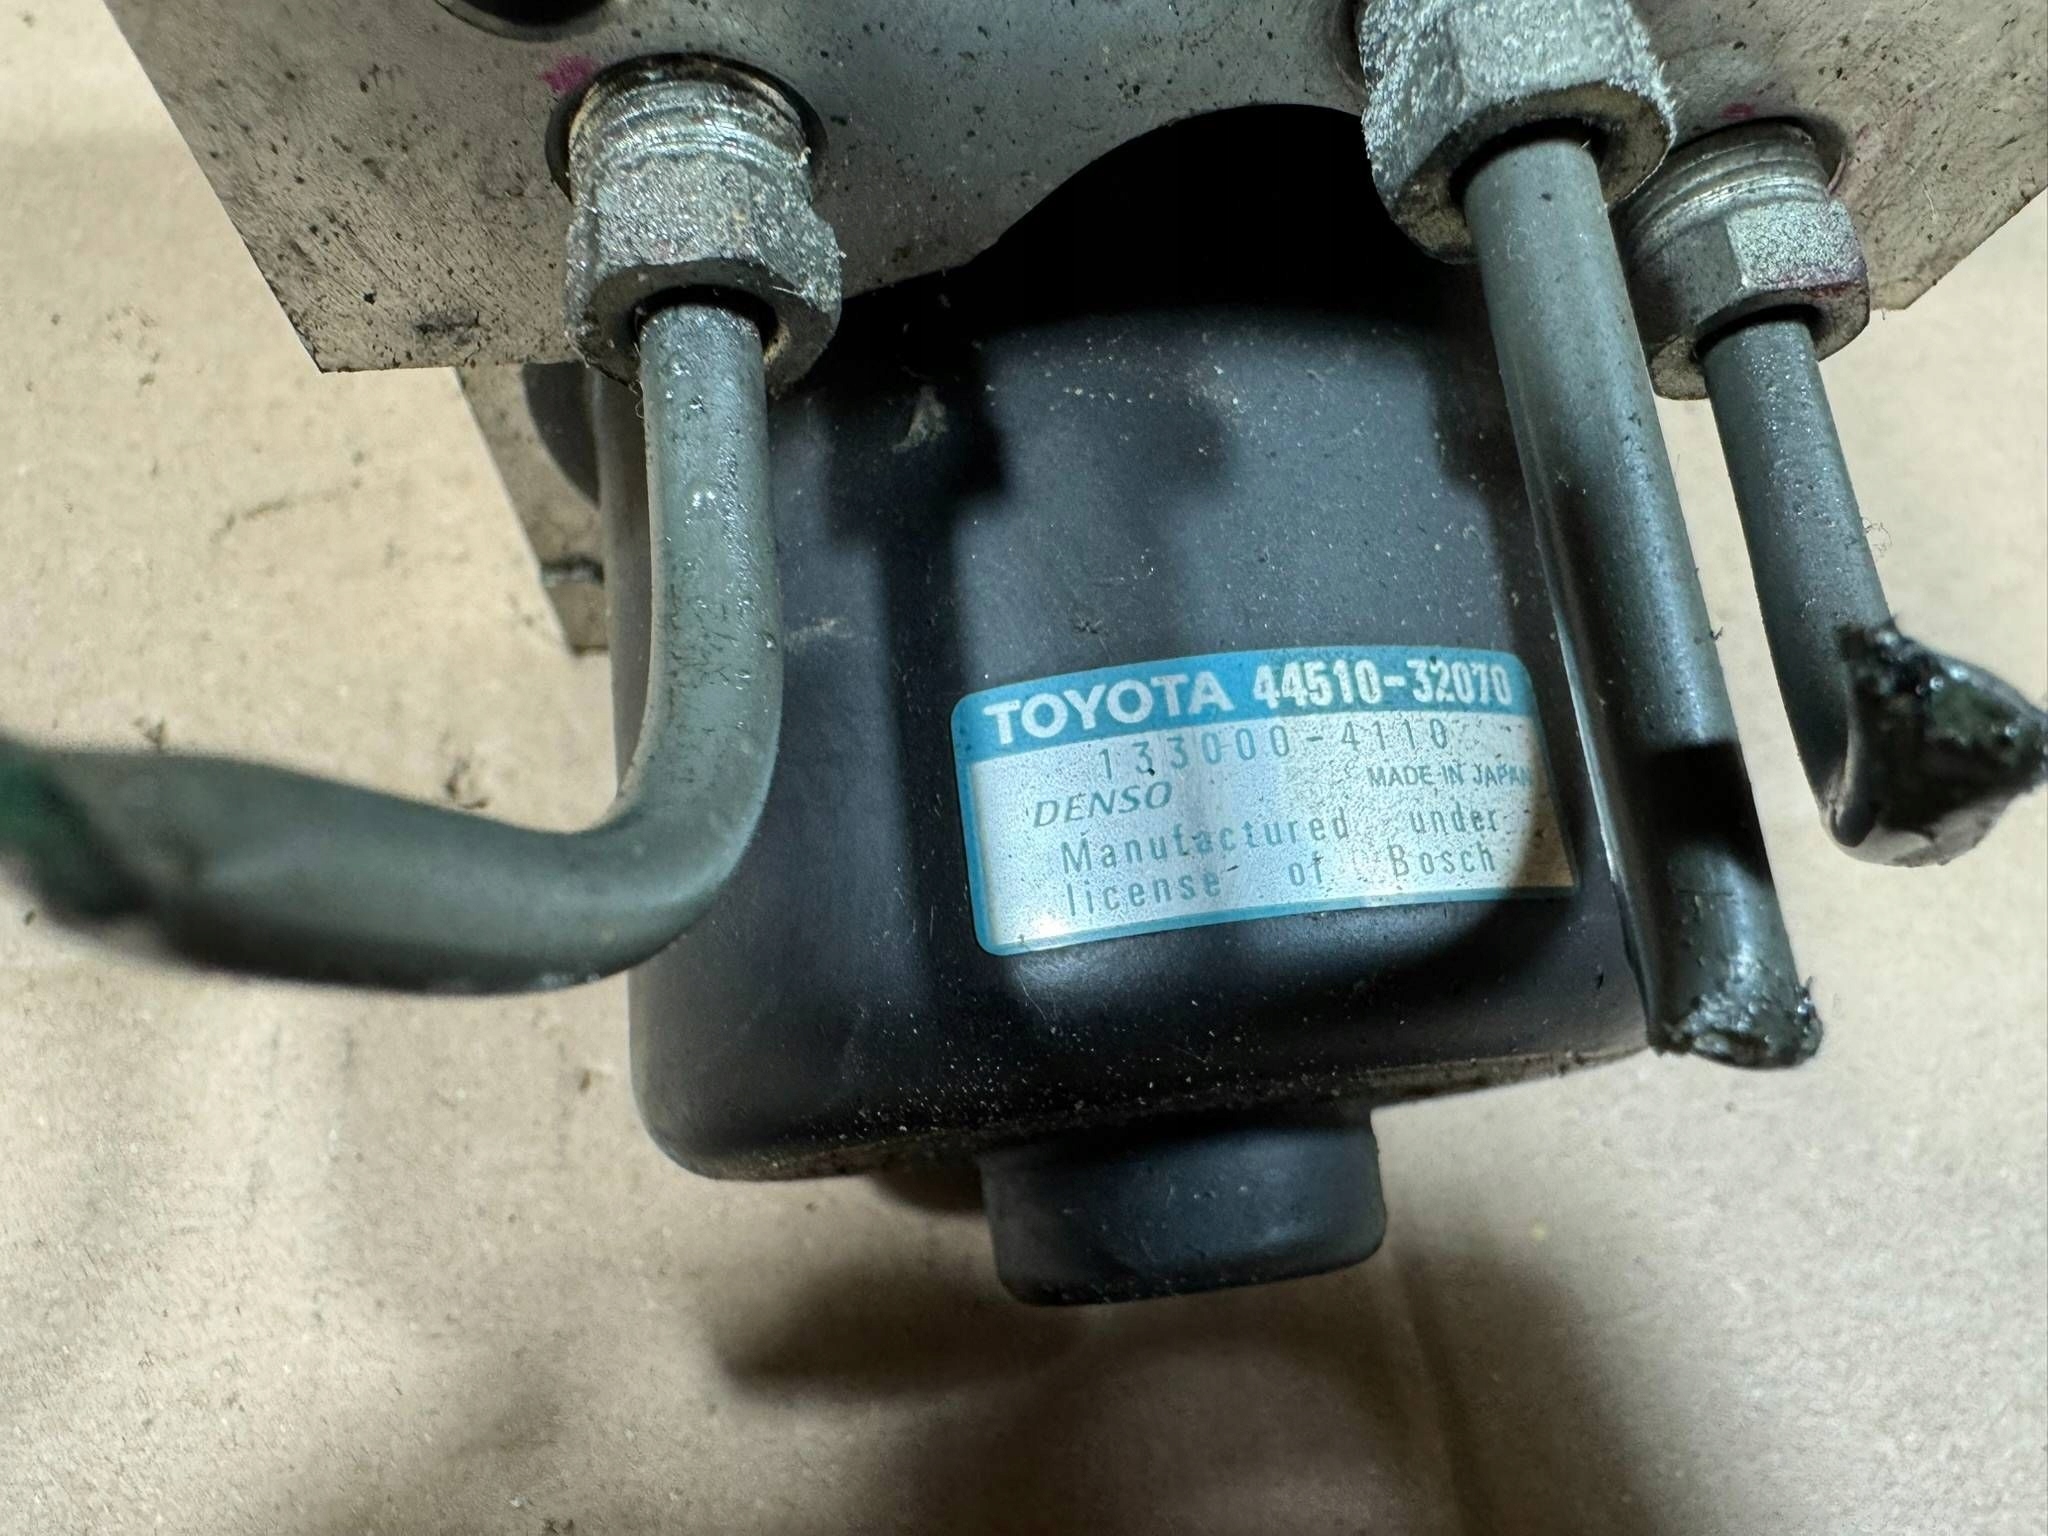 TOYOTA 44510-32070
133000-4110
DENSO MADE IN JAPAN
Manufactured under
license of Bosch